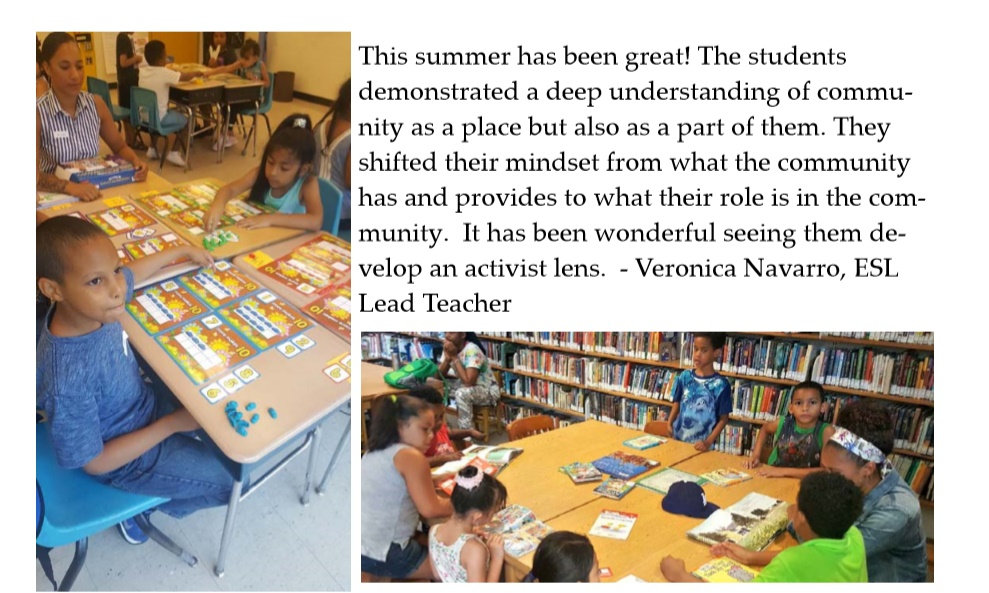 This summer has been great! The students
demonstrated a deep understanding of commu-
nity as a place but also as a part of them. They
shifted their mindset from what the community
has and provides to what their role is in the com-
munity.  It has been wonderful seeing them de-
velop an activist lens.  - Veronica Navarro, ESL
Lead Teacher